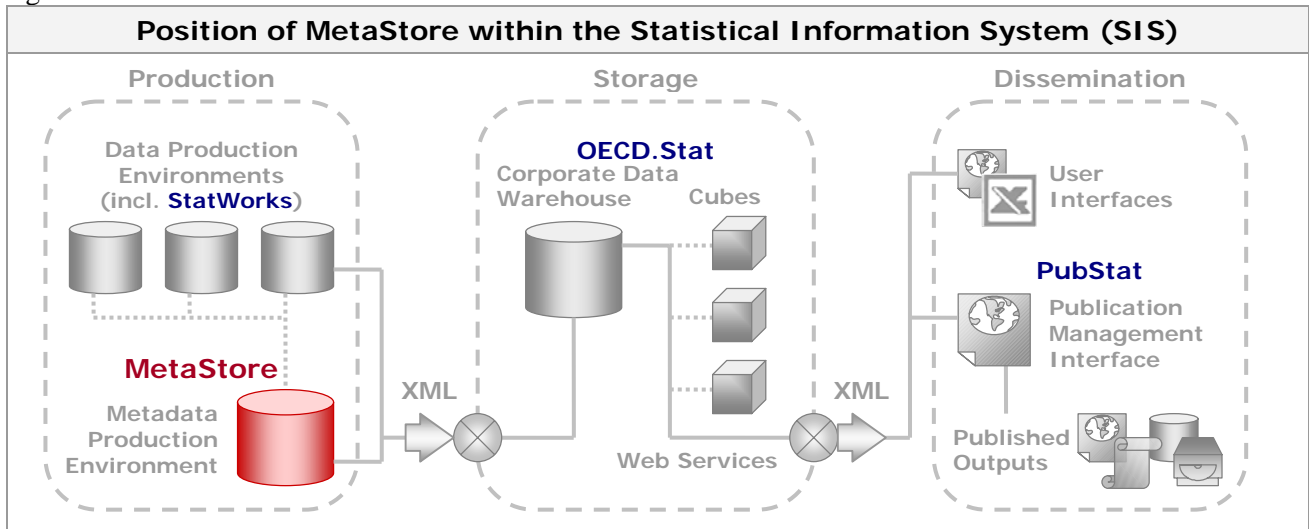 Position of MetaStore within the Statistical Information System (SIS)
Production
Data Production
Environments
(incl. StatWorks)
MetaStore
Metadata
Production
Environment
XML
Storage
OECD.Stat
Corporate Data
Warehouse
Cubes
Web Services
XML
Dissemination
User
Interfaces
PubStat
Publication
Management
Interface
Published
Outputs